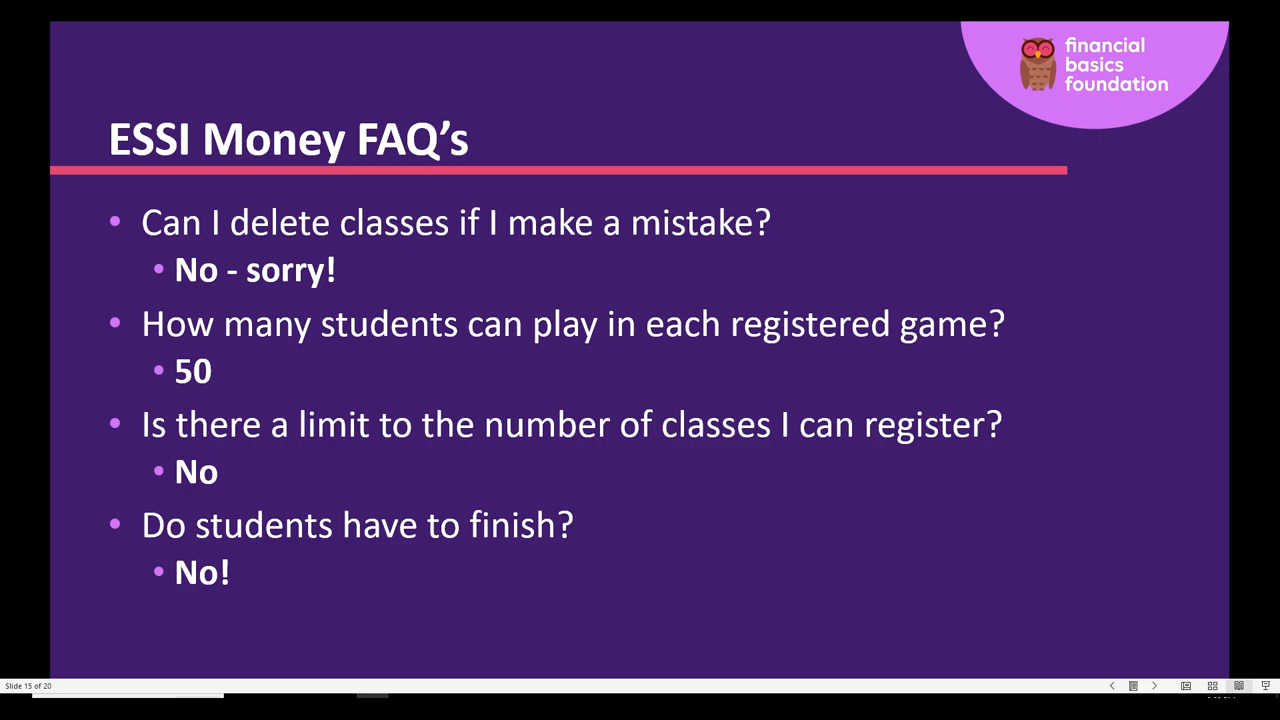 financial
basics
foundation
ESSI Money FAQ’s
• Can I delete classes if I make a mistake?
• No - sorry!
• How many students can play in each registered game?
• 50
• Is there a limit to the number of classes I can register?
• No
• Do students have to finish?
• No!
Slide 15 of 20